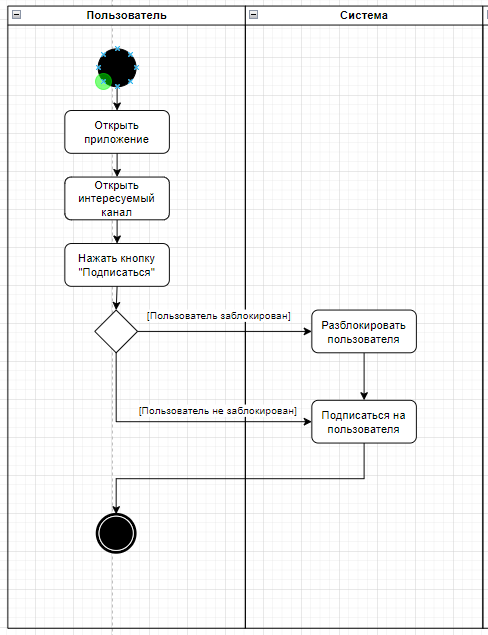 Пользователь
Система
Открыть
приложение
Открыть
интересуемый
канал
Нажать кнопку
"Подписаться"
[Пользователь заблокирован]
Разблокировать
пользователя
[Пользователь не заблокирован]
Подписаться на
пользователя